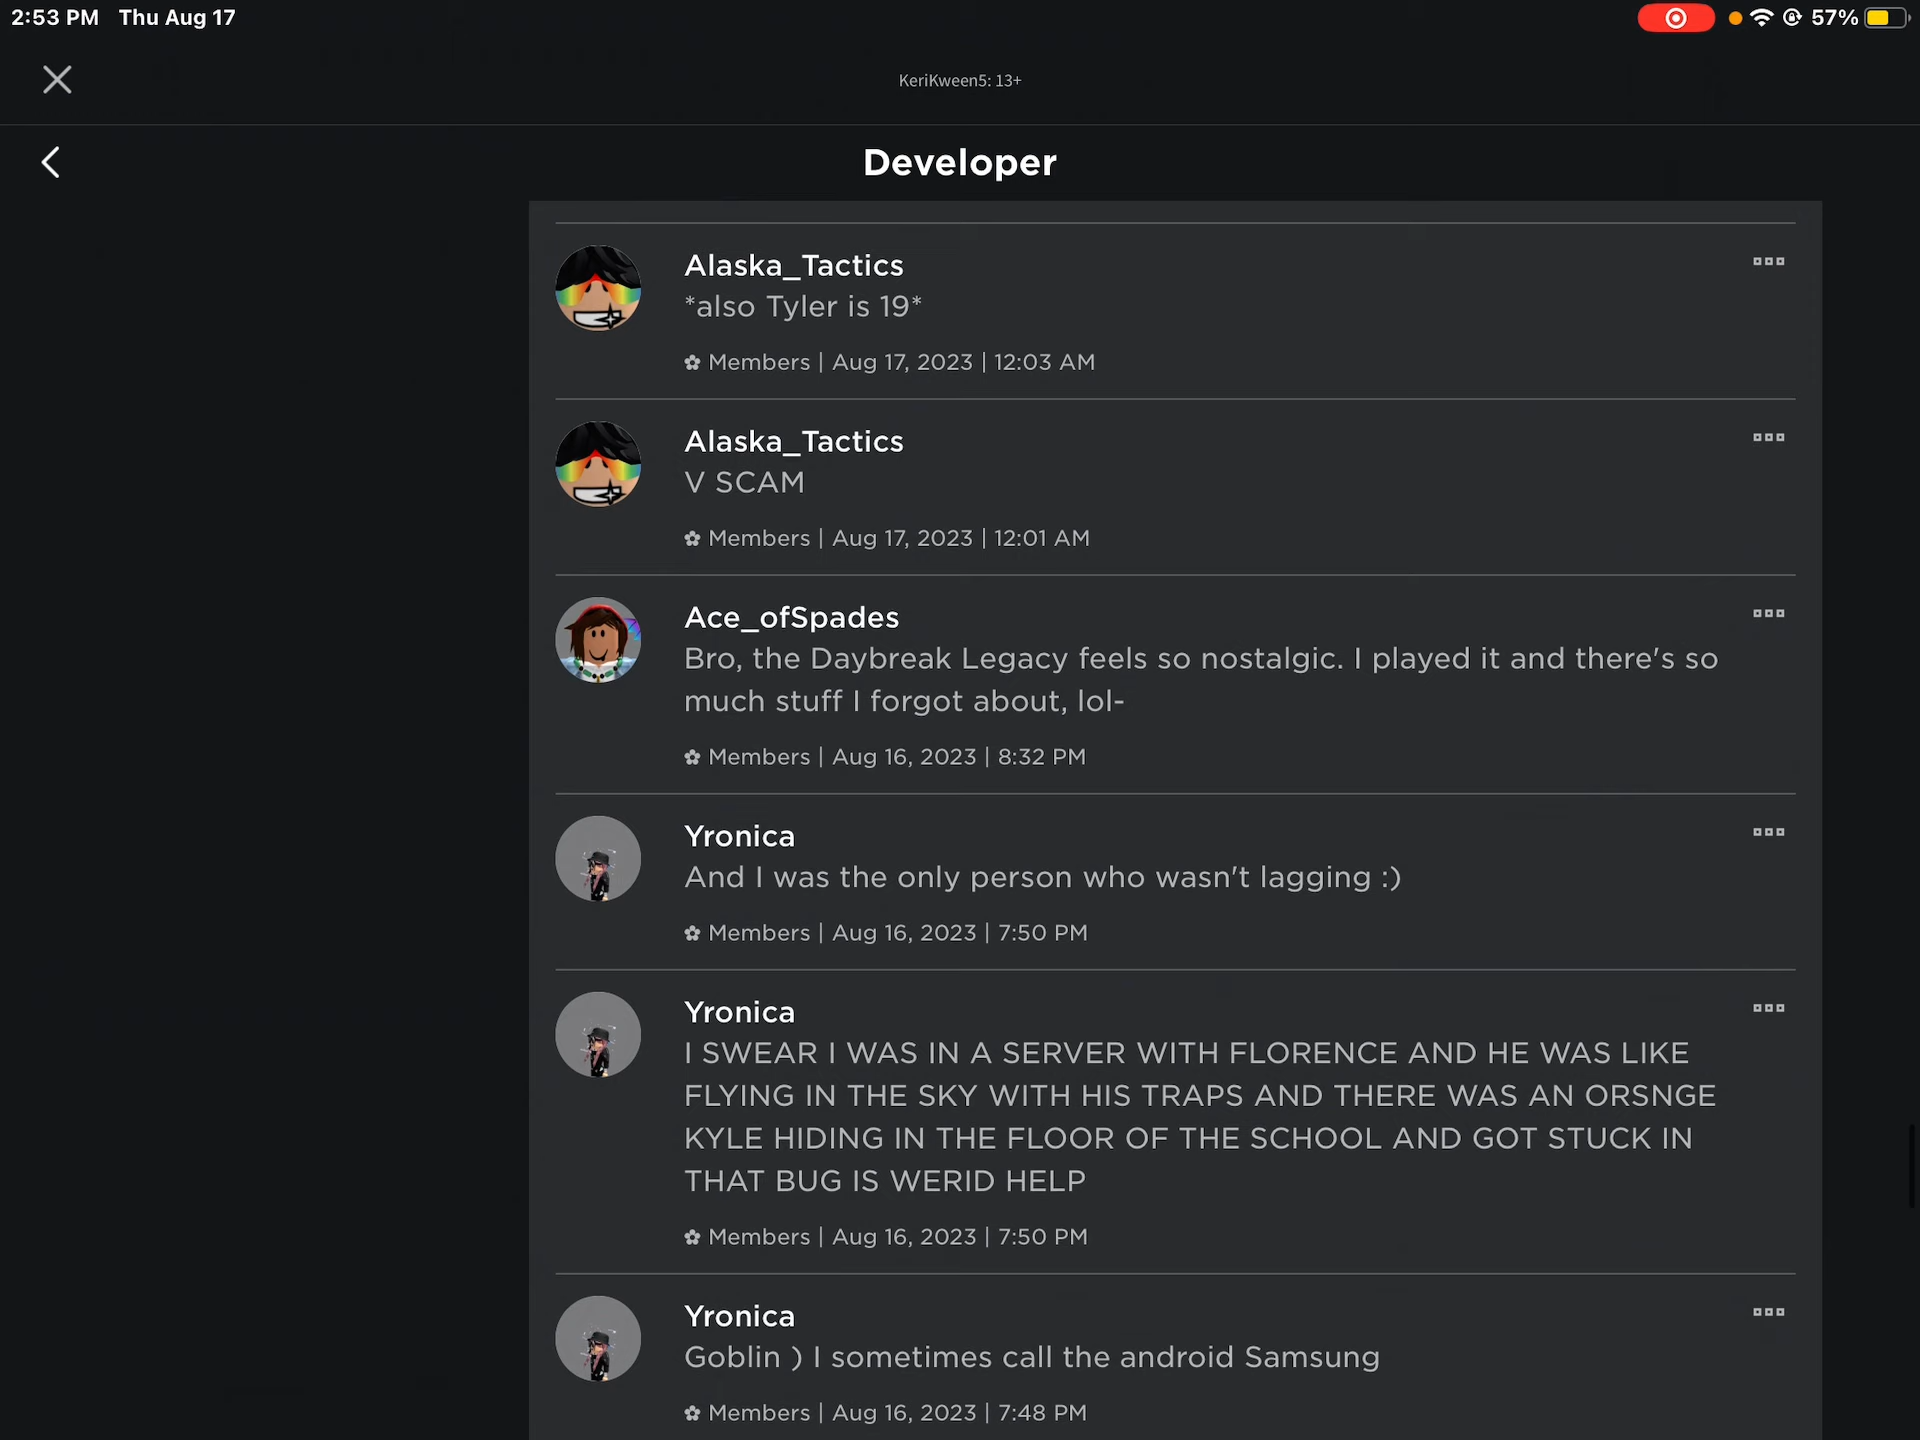 2:53 PM Thu Aug 17
57%
KeriKween5: 13+
Developer
Alaska_Tactics
*also Tyler is 19*
Members | Aug 17, 2023 | 12:03 AM
Alaska_Tactics
V SCAM
Members | Aug 17, 2023 | 12:01 AM
Ace_ofSpades
Bro, the Daybreak Legacy feels so nostalgic. I played it and there's so
much stuff I forgot about, lol-
Members | Aug 16, 2023 | 8:32 PM
Yronica
And I was the only person who wasn't lagging :)
Members | Aug 16, 2023 | 7:50 PM
Yronica
I SWEAR I WAS IN A SERVER WITH FLORENCE AND HE WAS LIKE
FLYING IN THE SKY WITH HIS TRAPS AND THERE WAS AN ORSNGE
KYLE HIDING IN THE FLOOR OF THE SCHOOL AND GOT STUCK IN
THAT BUG IS WERID HELP
Members | Aug 16, 2023 | 7:50 PM
Yronica
Goblin ) I sometimes call the android Samsung
Members | Aug 16, 2023 | 7:48 PM